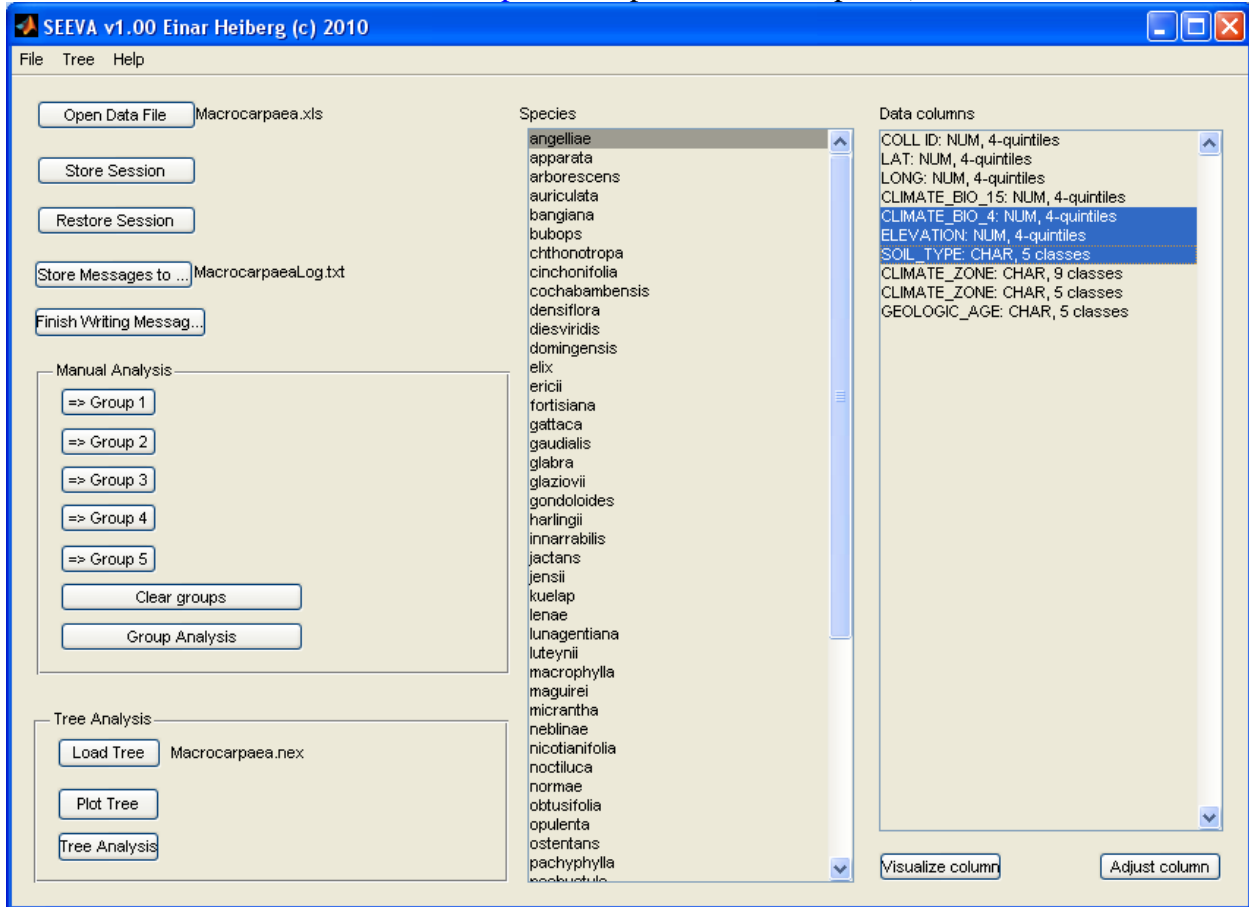 SEEVA v1.00 Einar Heiberg (c) 2010
File Tree Help
Open Data File Macrocarpaea.xls
Store Session
Restore Session
Store Messages to ... MacrocarpaeaLog.txt
Finish Writing Messag...
Manual Analysis
=> Group 1
=> Group 2
=> Group 3
=> Group 4
=> Group 5
Clear groups
Group Analysis
Tree Analysis
Load Tree Macrocarpaea.nex
Plot Tree
Tree Analysis
Species
angelliae
apparata
arborescens
auriculata
bangiana
bubops
chthonotropa
cinchonifolia
cochabambensis
densiflora
diesviridis
domingensis
elix
ericii
fortisiana
gattaca
gaudialis
glabra
glaziovii
gondoloides
harlingii
innarrabilis
jactans
jensii
kuelap
lenae
lunagentiana
luteynii
macrophylla
maguirei
micrantha
neblinae
nicotianifolia
noctiluca
normae
obtusifolia
opulenta
ostentans
pachyphylla
Data columns
COLL ID: NUM, 4-quintiles
LAT: NUM, 4-quintiles
LONG: NUM, 4-quintiles
CLIMATE_BIO_15: NUM, 4-quintiles
CLIMATE_BIO_4: NUM, 4-quintiles
ELEVATION: NUM, 4-quintiles
SOIL_TYPE: CHAR, 5 classes
CLIMATE_ZONE: CHAR, 9 classes
CLIMATE_ZONE: CHAR, 5 classes
GEOLOGIC_AGE: CHAR, 5 classes
Visualize column Adjust column